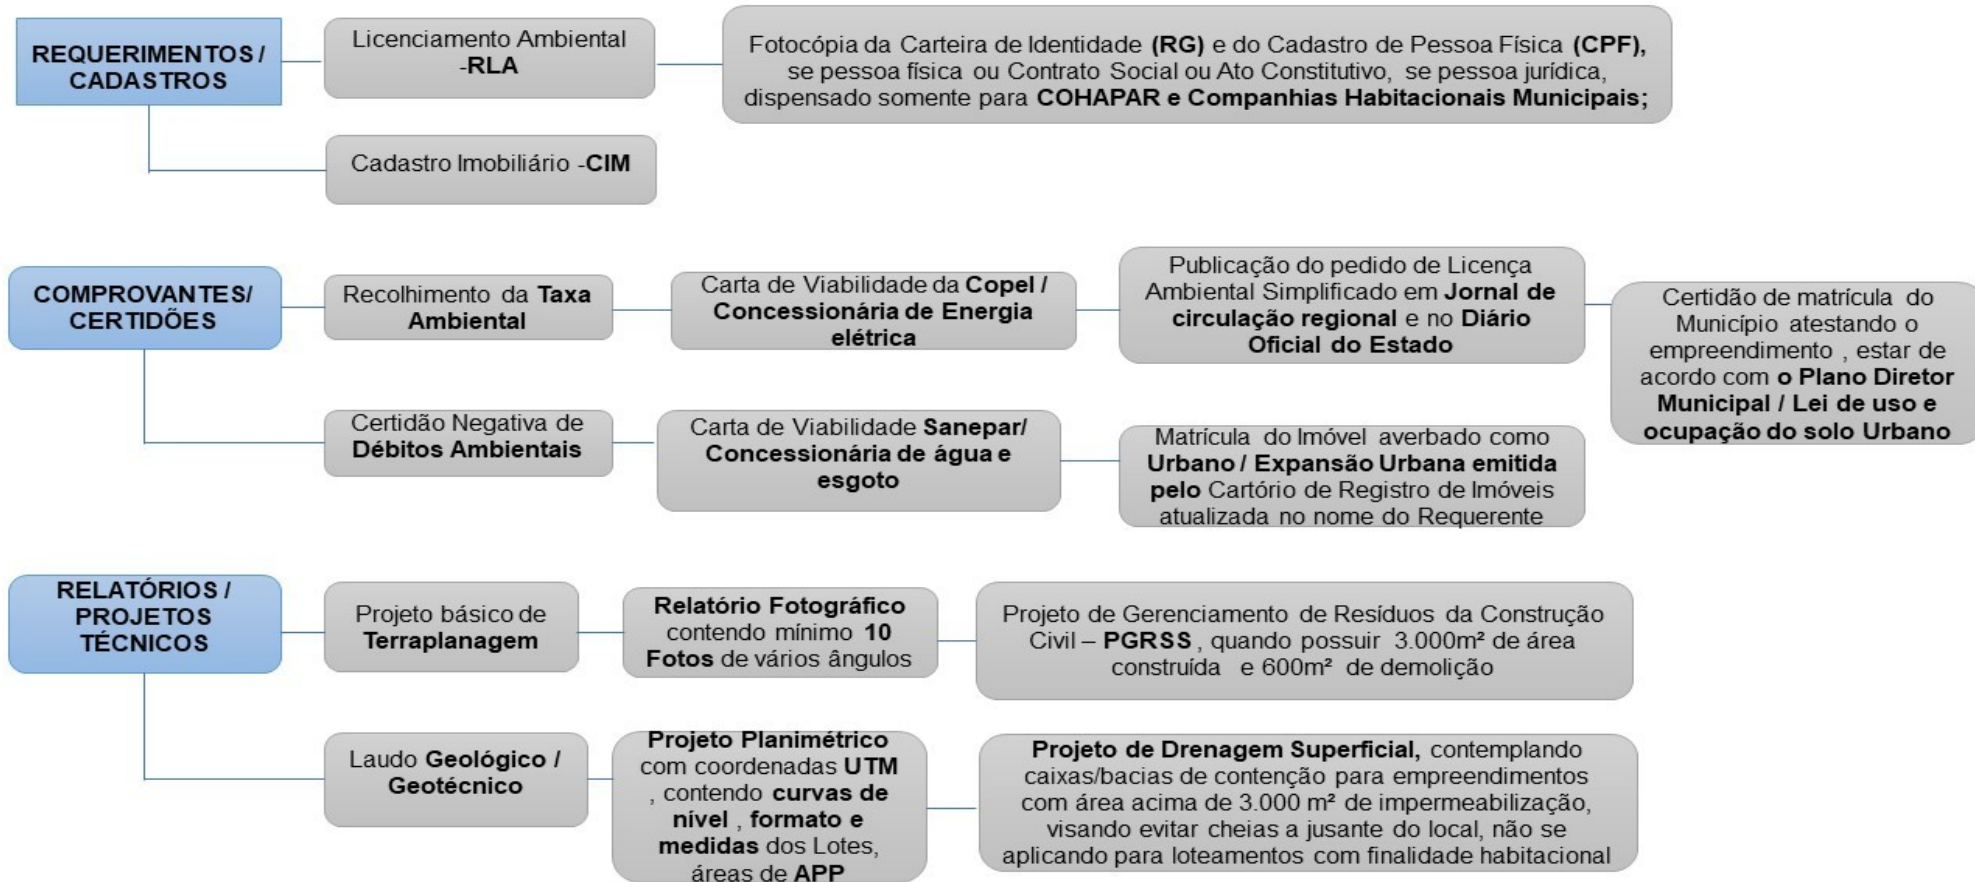 REQUERIMENTOS /
CADASTROS
Licenciamento Ambiental
-RLA
Fotocópia da Carteira de Identidade (RG) e do Cadastro de Pessoa Física (CPF),
se pessoa física ou Contrato Social ou Ato Constitutivo, se pessoa jurídica,
dispensado somente para COHAPAR e Companhias Habitacionais Municipais;
Cadastro Imobiliário -CIM
COMPROVANTES/
CERTIDÕES
Recolhimento da Taxa
Ambiental
Carta de Viabilidade da Copel /
Concessionária de Energia
elétrica
Publicação do pedido de Licença
Ambiental Simplificado em Jornal de
circulação regional e no Diário
Oficial do Estado
Certidão de matrícula do
Município atestando o
empreendimento , estar de
acordo com o Plano Diretor
Municipal / Lei de uso e
ocupação do solo Urbano
Certidão Negativa de
Débitos Ambientais
Carta de Viabilidade Sanepar/
Concessionária de água e
esgoto
Matrícula do Imóvel averbado como
Urbano / Expansão Urbana emitida
pelo Cartório de Registro de Imóveis
atualizada no nome do Requerente
RELATÓRIOS /
PROJETOS
TÉCNICOS
Projeto básico de
Terraplanagem
Relatório Fotográfico
contendo mínimo 10
Fotos de vários ângulos
Projeto de Gerenciamento de Resíduos da Construção
Civil – PGRSS , quando possuir 3.000m² de área
construída e 600m² de demolição
Laudo Geológico /
Geotécnico
Projeto Planimétrico
com coordenadas UTM
, contendo curvas de
nível , formato e
medidas dos Lotes,
áreas de APP
Projeto de Drenagem Superficial, contemplando
caixas/bacias de contenção para empreendimentos
com área acima de 3.000 m² de impermeabilização,
visando evitar cheias a jusante do local, não se
aplicando para loteamentos com finalidade habitacional